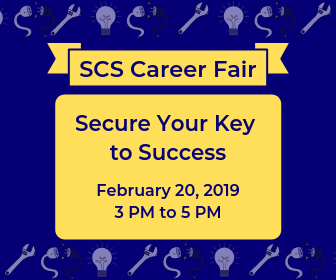 SCS Career Fair
Secure Your Key
to Success
February 20, 2019
3 PM to 5 PM